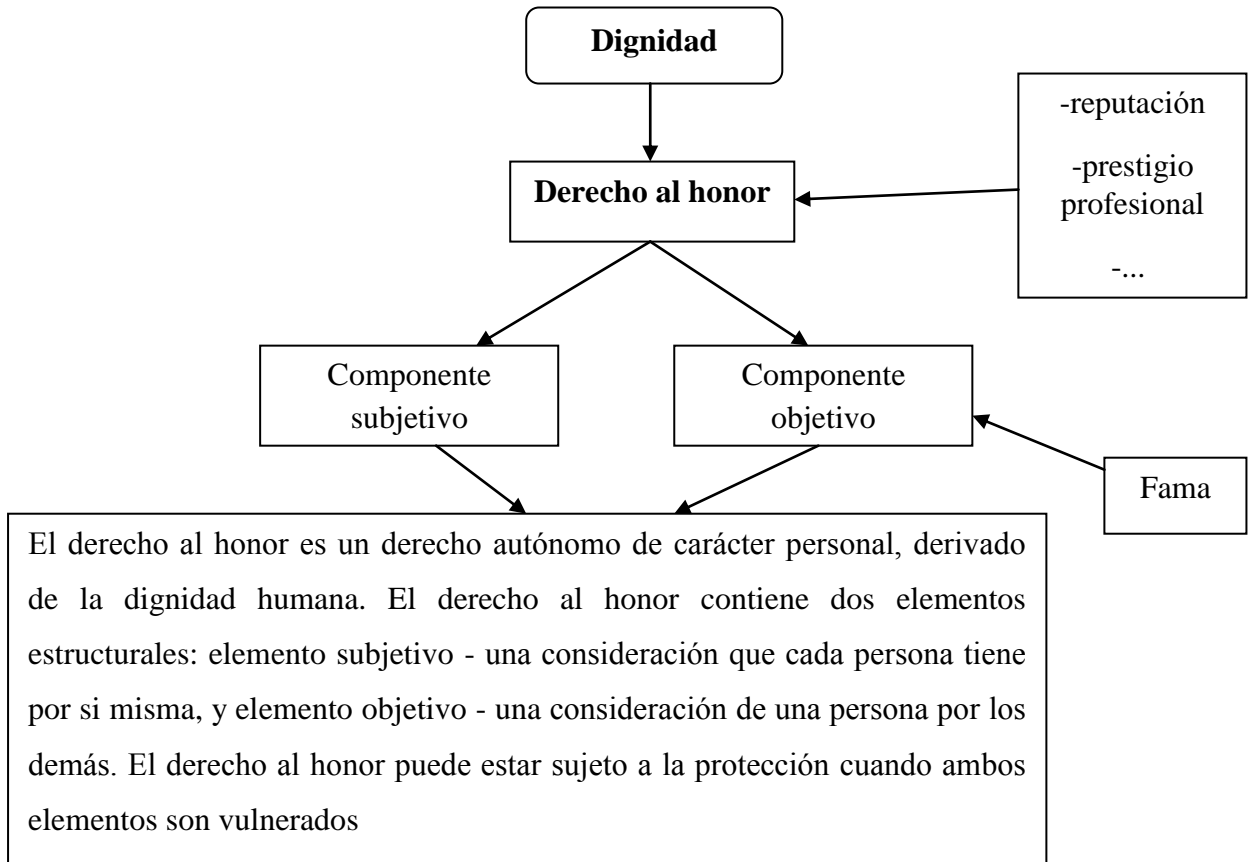 Dignidad
-reputación
-prestigio
profesional
-...
Derecho al honor
Componente
subjetivo
Componente
objetivo
Fama
El derecho al honor es un derecho autónomo de carácter personal, derivado
de la dignidad humana. El derecho al honor contiene dos elementos
estructurales: elemento subjetivo - una consideración que cada persona tiene
por si misma, y elemento objetivo - una consideración de una persona por los
demás. El derecho al honor puede estar sujeto a la protección cuando ambos
elementos son vulnerados